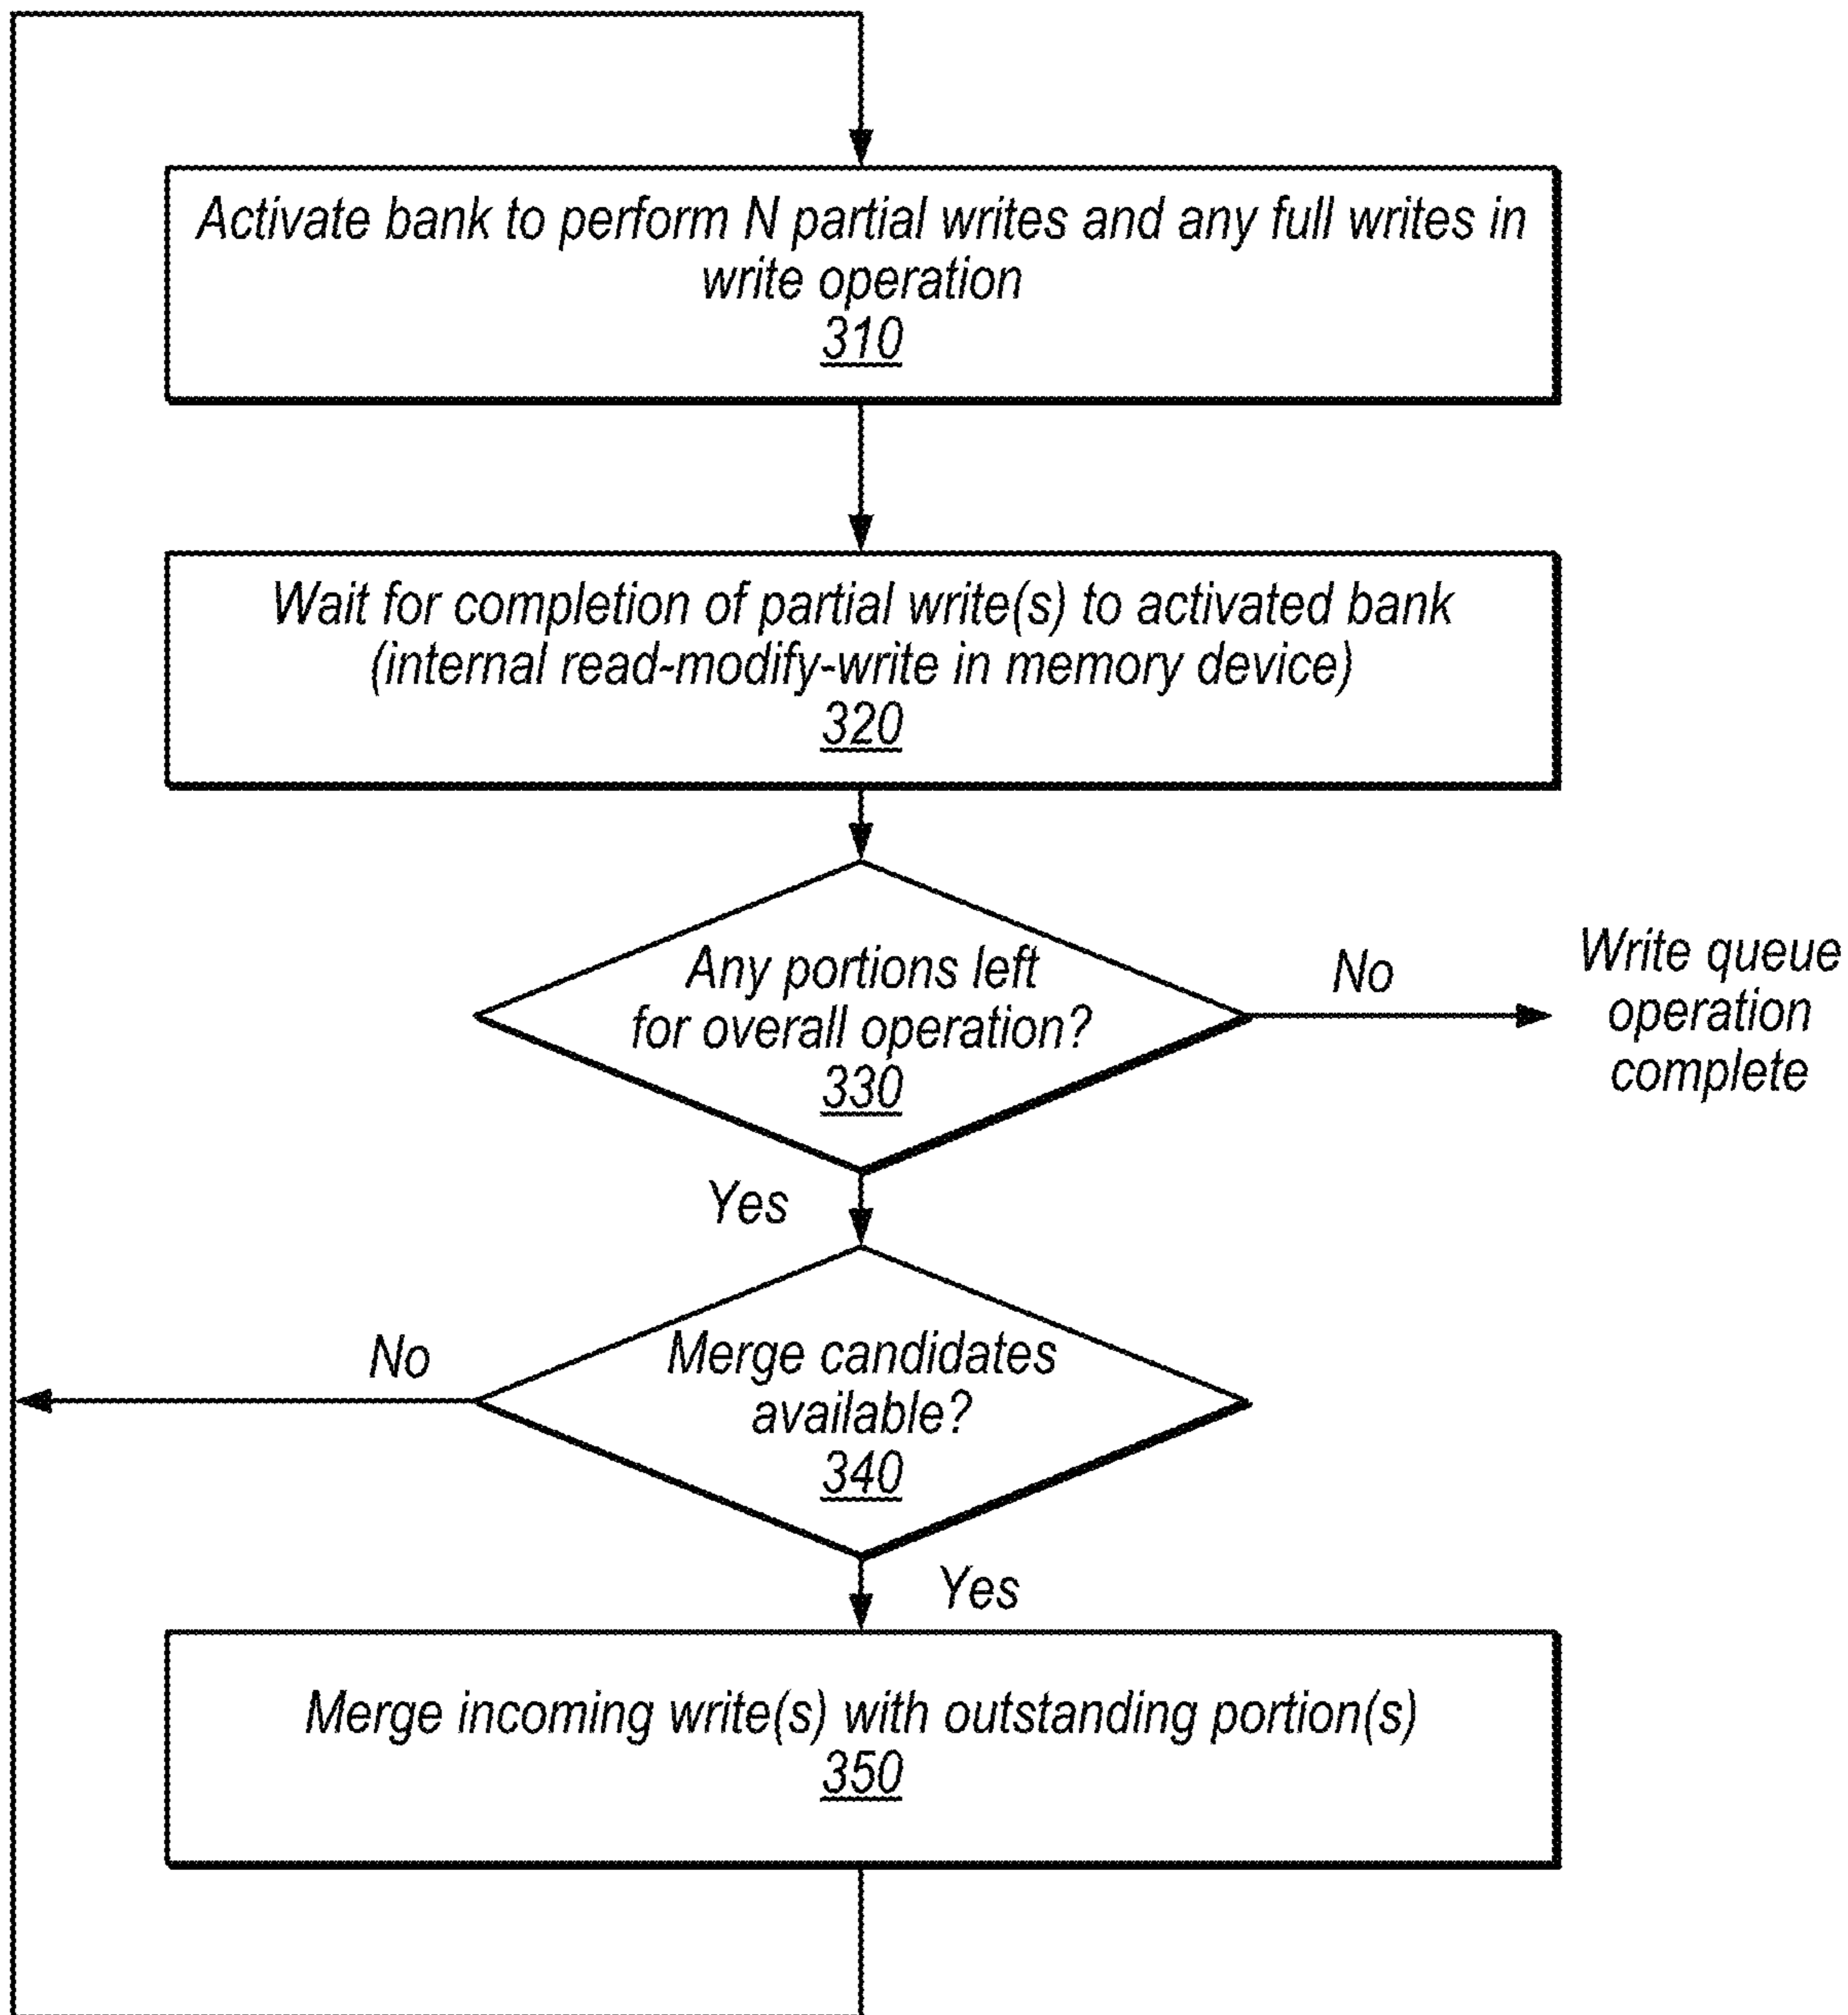 Activate bank to perform N partial writes and any full writes in
write operation
310
Wait for completion of partial write(s) to activated bank
(internal read-modify-write in memory device)
320
Any portions left
for overall operation?
330
No
Write queue
operation
complete
Yes
Merge candidates
available?
340
No
Yes
Merge incoming write(s) with outstanding portion(s)
350